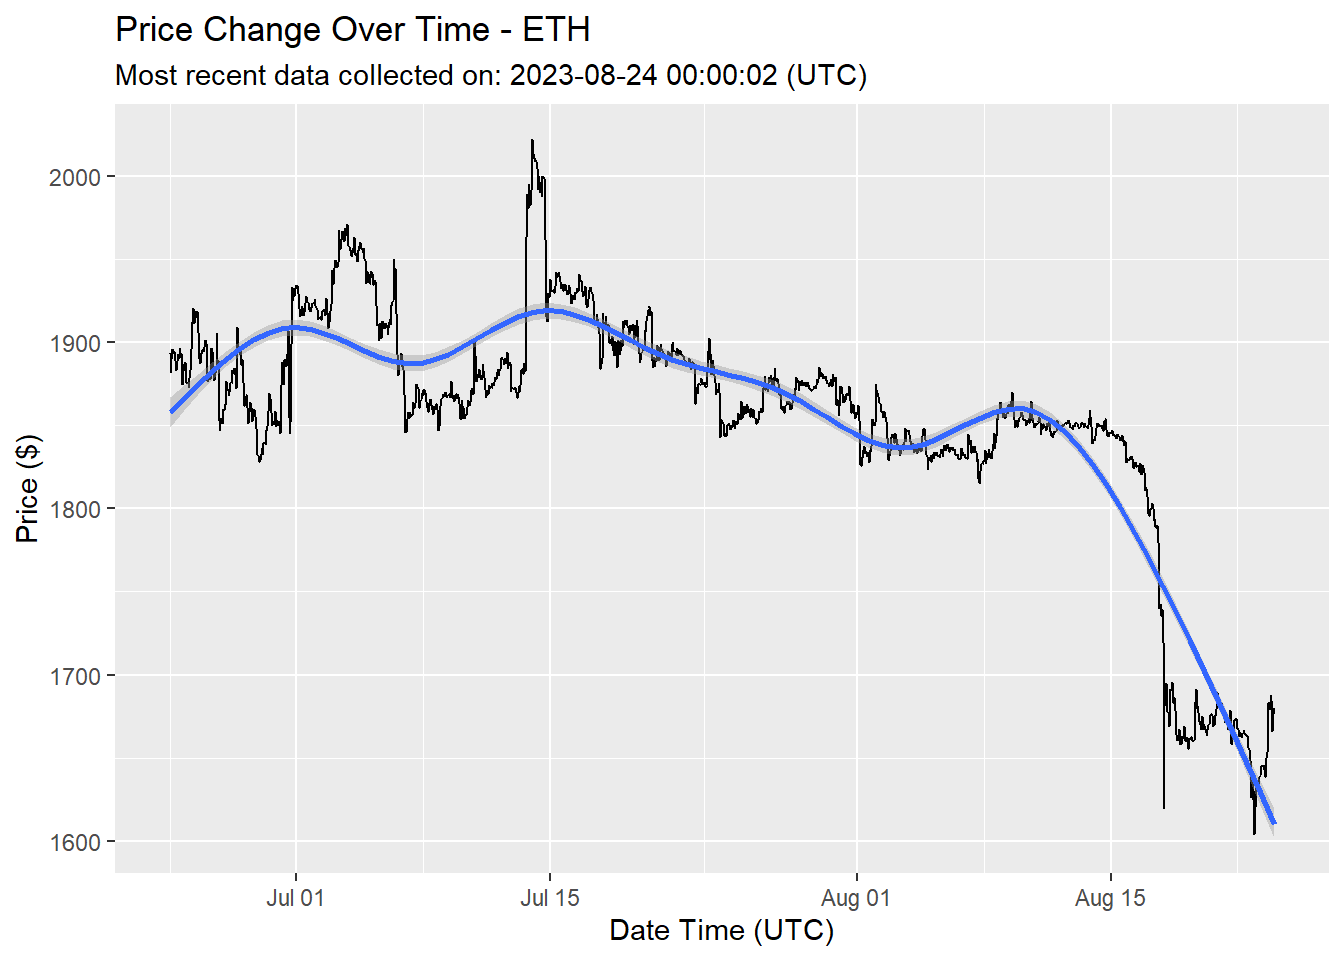 Price Change Over Time - ETH
Most recent data collected on: 2023-08-24 00:00:02 (UTC)
Price ($)
2000
1900
1800
1700
1600
Jul 01
Jul 15
Aug 01
Aug 15
Date Time (UTC)